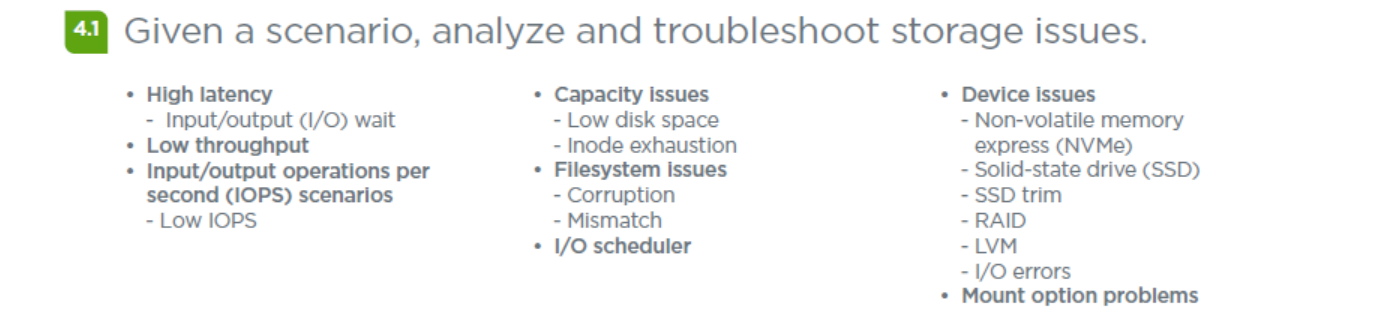 4.1 Given a scenario, analyze and troubleshoot storage issues.
• High latency
- Input/output (I/O) wait
• Low throughput
• Input/output operations per
second (IOPS) scenarios
- Low IOPS
• Capacity issues
- Low disk space
- Inode exhaustion
• Filesystem issues
- Corruption
- Mismatch
• I/O scheduler
• Device issues
- Non-volatile memory
express (NVMe)
- Solid-state drive (SSD)
- SSD trim
- RAID
- LVM
- I/O errors
• Mount option problems